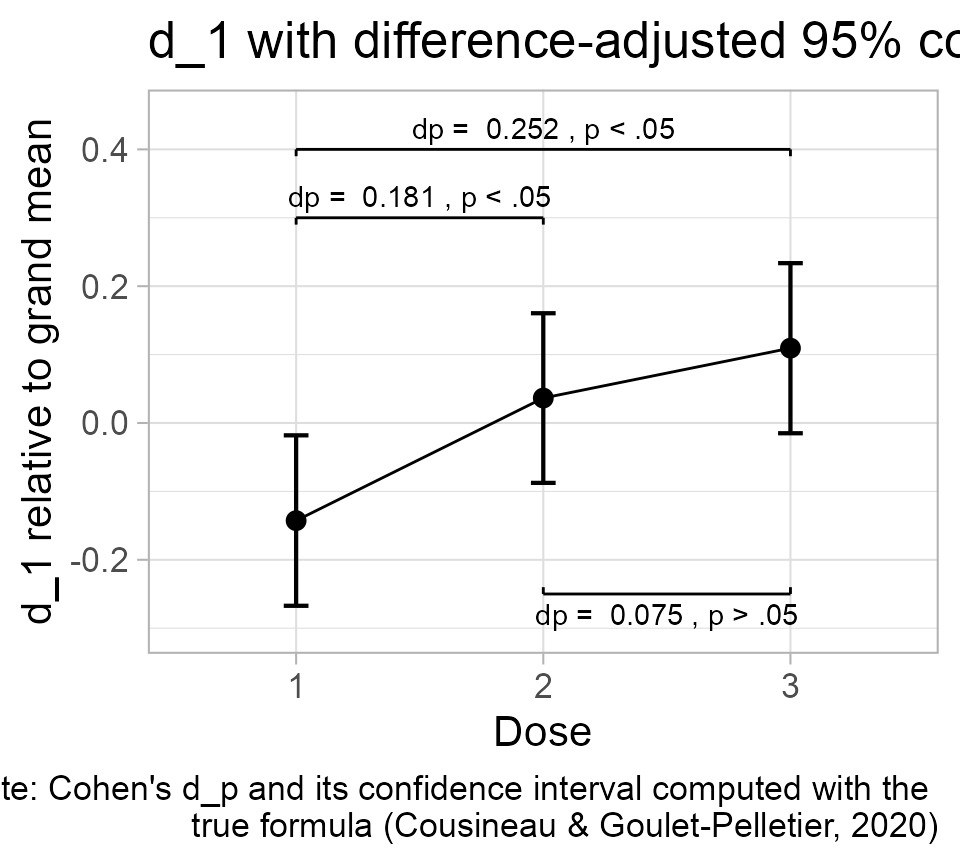 d_1 with difference-adjusted 95% co
dp = 0.252 , p < .05
dp = 0.181 , p < .05
dp = 0.075 , p > .05
d_1 relative to grand mean
0.4
0.2
0.0
-0.2
1 2 3
Dose
te: Cohen's d_p and its confidence interval computed with the
true formula (Cousineau & Goulet-Pelletier, 2020)